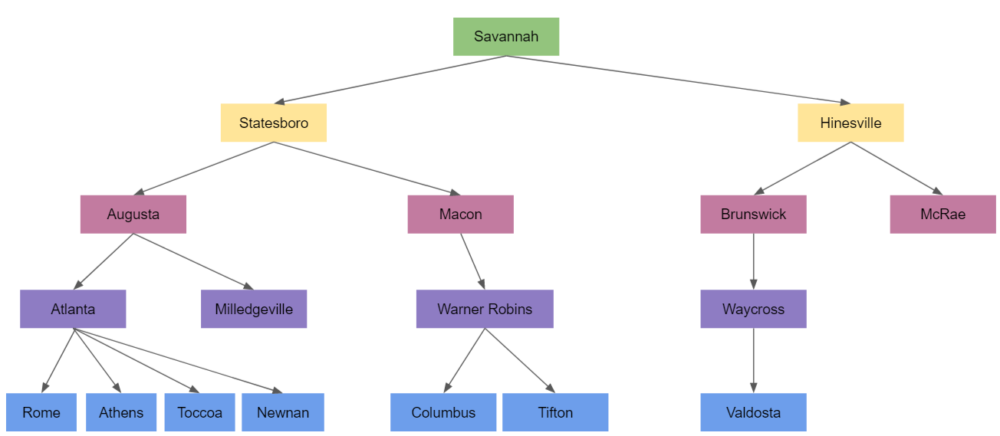 Savannah
Statesboro
Hinesville
Augusta
Macon
Brunswick
McRae
Atlanta
Milledgeville
Warner Robins
Waycross
Rome
Athens
Toccoa
Newnan
Columbus
Tifton
Valdosta